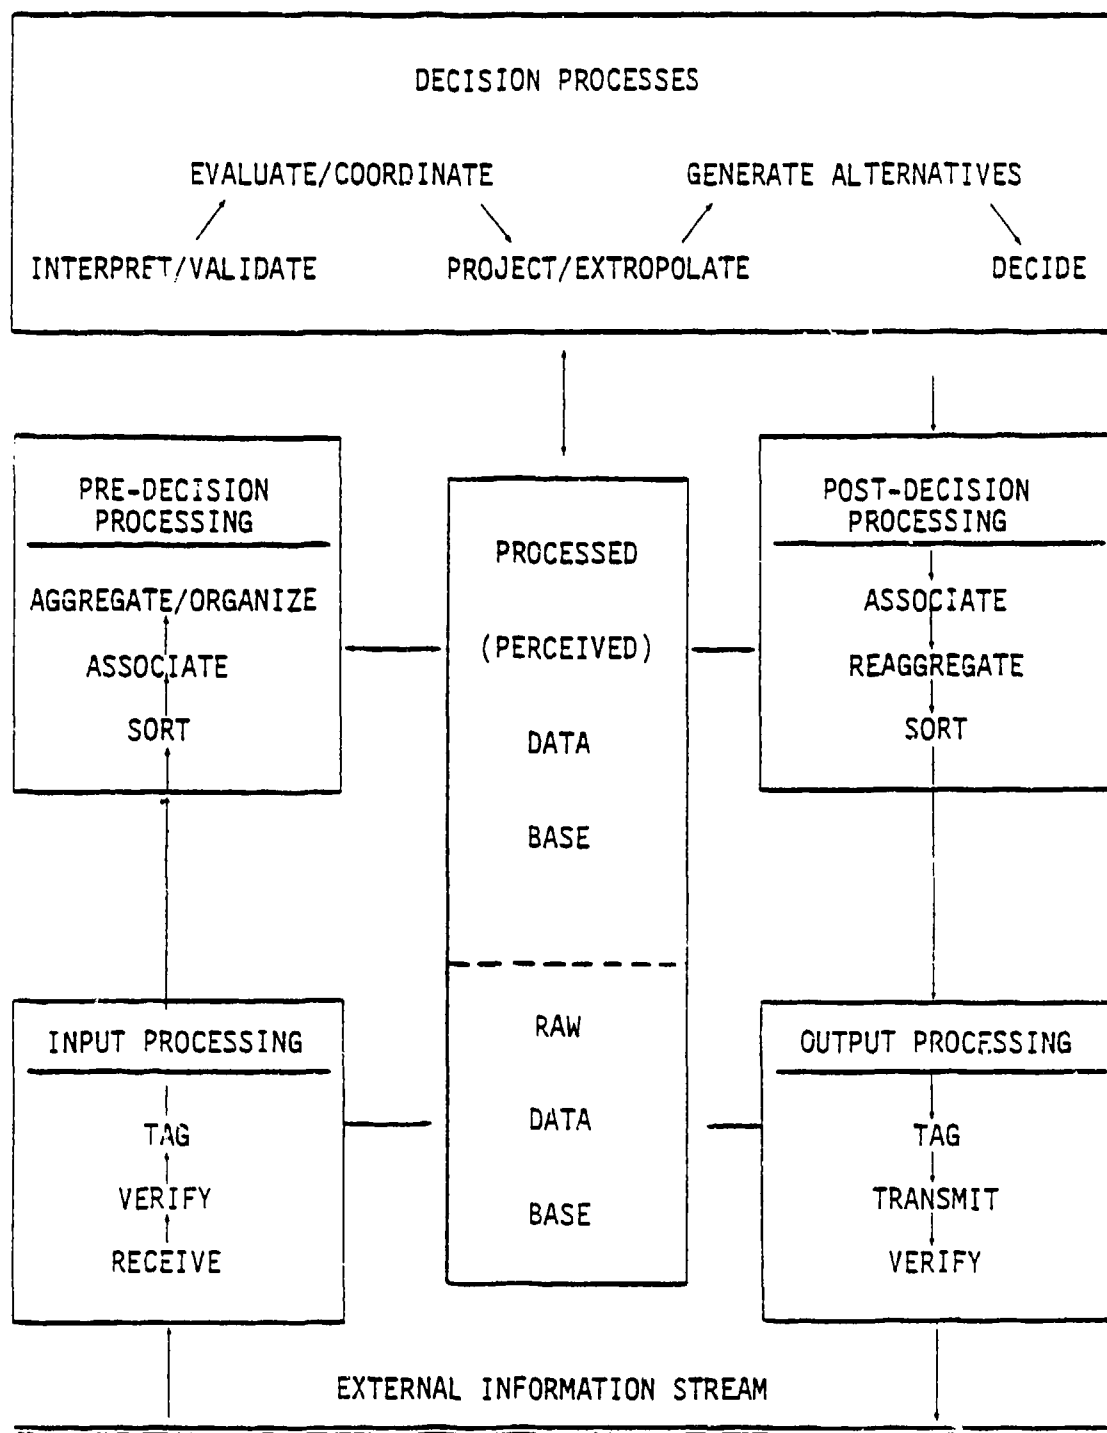 DECISION PROCESSES
EVALUATE/COORDINATE
GENERATE ALTERNATIVES
INTERPRET/VALIDATE
PROJECT/EXTROPOLATE
DECIDE
PRE-DECISION
PROCESSING
AGGREGATE/ORGANIZE
ASSOCIATE
SORT
PROCESSED
(PERCEIVED)
DATA
BASE
POST-DECISION
PROCESSING
ASSOCIATE
REAGGREGATE
SORT
INPUT PROCESSING
TAG
VERIFY
RECEIVE
RAW
DATA
BASE
OUTPUT PROCESSING
TAG
TRANSMIT
VERIFY
EXTERNAL INFORMATION STREAM